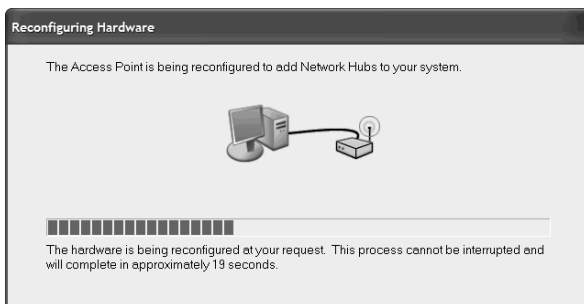 Reconfiguring Hardware
The Access Point is being reconfigured to add Network Hubs to your system.
The hardware is being reconfigured at your request. This process cannot be interrupted and
will complete in approximately 19 seconds.